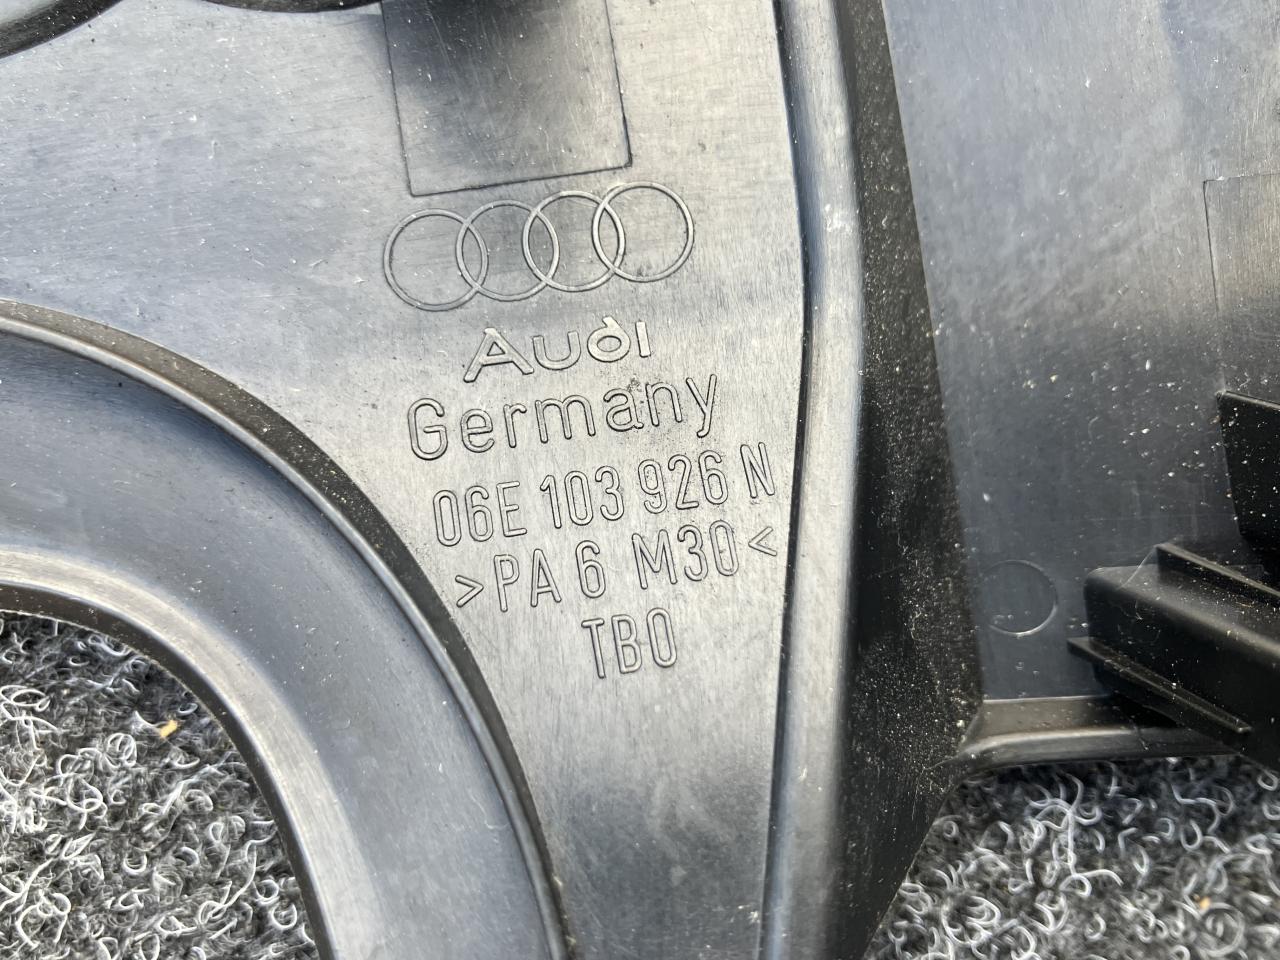 Audi
Germany
06E 103 926 N
>PA 6 M30<
TBO